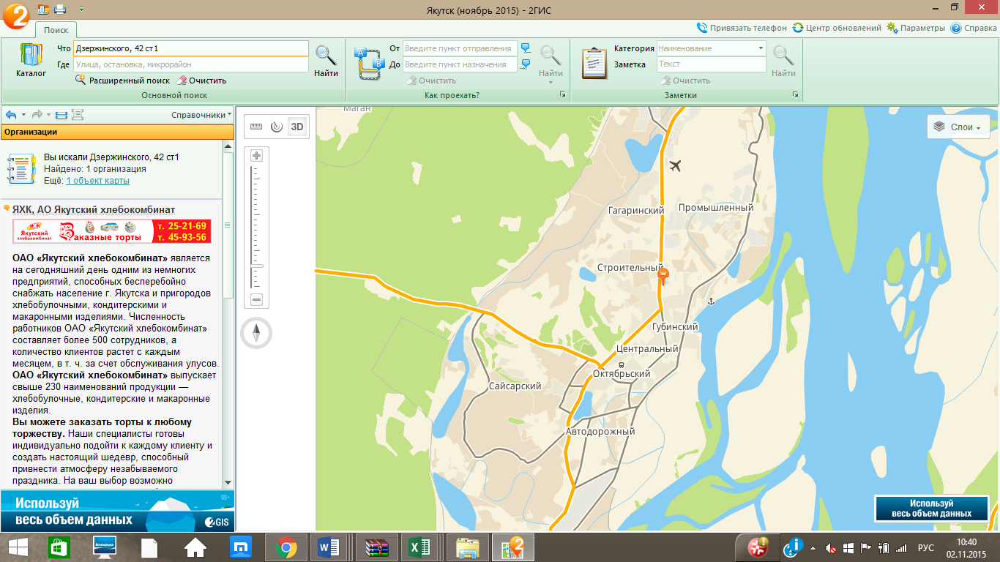 Якутск (ноябрь 2015) - 2ГИС
Поиск
Привязать телефон
Центр обновлений
Параметры
Справка
Каталог
Что
Дзержинского, 42 ст1
Где
Улица, остановка, микрорайон
Расширенный поиск
Очистить
Найти
Основной поиск
От
Введите пункт отправления
До
Введите пункт назначения
Очистить
Найти
Как проехать?
Категория
Наименование
Заметка
Текст
Очистить
Найти
Заметки
Справочники
Организации
Вы искали Дзержинского, 42 ст1
Найдено: 1 организация
Ещё: 1 объект карты
ЯХК, АО Якутский хлебокомбинат
Якутский
хлебокомбинат
Заказные торты
т. 25-21-69
т. 45-93-56
ОАО «Якутский хлебокомбинат» является
на сегодняшний день одним из немногих
предприятий, способных бесперебойно
снабжать население г. Якутска и пригородов
хлебобулочными, кондитерскими и
макаронными изделиями. Численность
работников ОАО «Якутский хлебокомбинат»
составляет более 500 сотрудников, а
количество клиентов растет с каждым
месяцем, в т. ч. за счет обслуживания улусов.
ОАО «Якутский хлебокомбинат» выпускает
свыше 230 наименований продукции —
хлебобулочные, кондитерские и макаронные
изделия.
Вы можете заказать торты к любому
торжеству. Наши специалисты готовы
индивидуально подойти к каждому клиенту и
создать настоящий шедевр, способный
привнести атмосферу незабываемого
праздника. На ваш выбор возможно
Используй
весь объем данных
18+
2GIS
3D
Слои
Маган
Гагаринский
Промышленный
Строительный
Губинский
Центральный
Октябрьский
Сайсарский
Автодорожный
Используй
весь объем данных
lenovo
РУС
10:40
02.11.2015